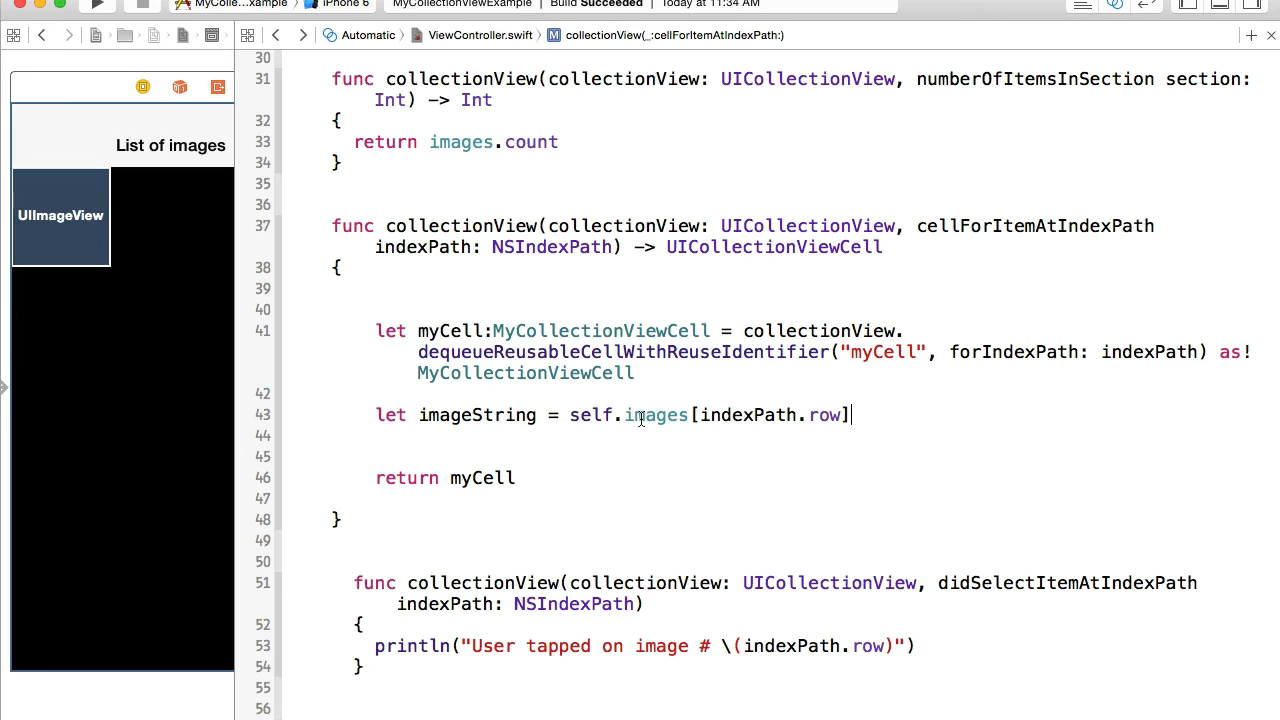 MyColle...xample 〉 iPhone 6 MyCollectionViewExample | Build Succeeded | Today at 11:34 AM
Automatic 〉 ViewController.swift 〉 M collectionView(_:cellForItemAtIndexPath:)
List of images
UIImageView
30
31 func collectionView(collectionView: UICollectionView, numberOfItemsInSection section:
Int) -> Int
32 {
33 return images.count
34 }
35
36
37 func collectionView(collectionView: UICollectionView, cellForItemAtIndexPath
indexPath: NSIndexPath) -> UICollectionViewCell
38 {
39
40
41 let myCell:MyCollectionViewCell = collectionView.
dequeueReusableCellWithReuseIdentifier("myCell", forIndexPath: indexPath) as!
MyCollectionViewCell
42
43 let imageString = self.images[indexPath.row]
44
45
46 return myCell
47
48 }
49
50
51 func collectionView(collectionView: UICollectionView, didSelectItemAtIndexPath
indexPath: NSIndexPath)
52 {
53 println("User tapped on image # \(indexPath.row)")
54 }
55
56